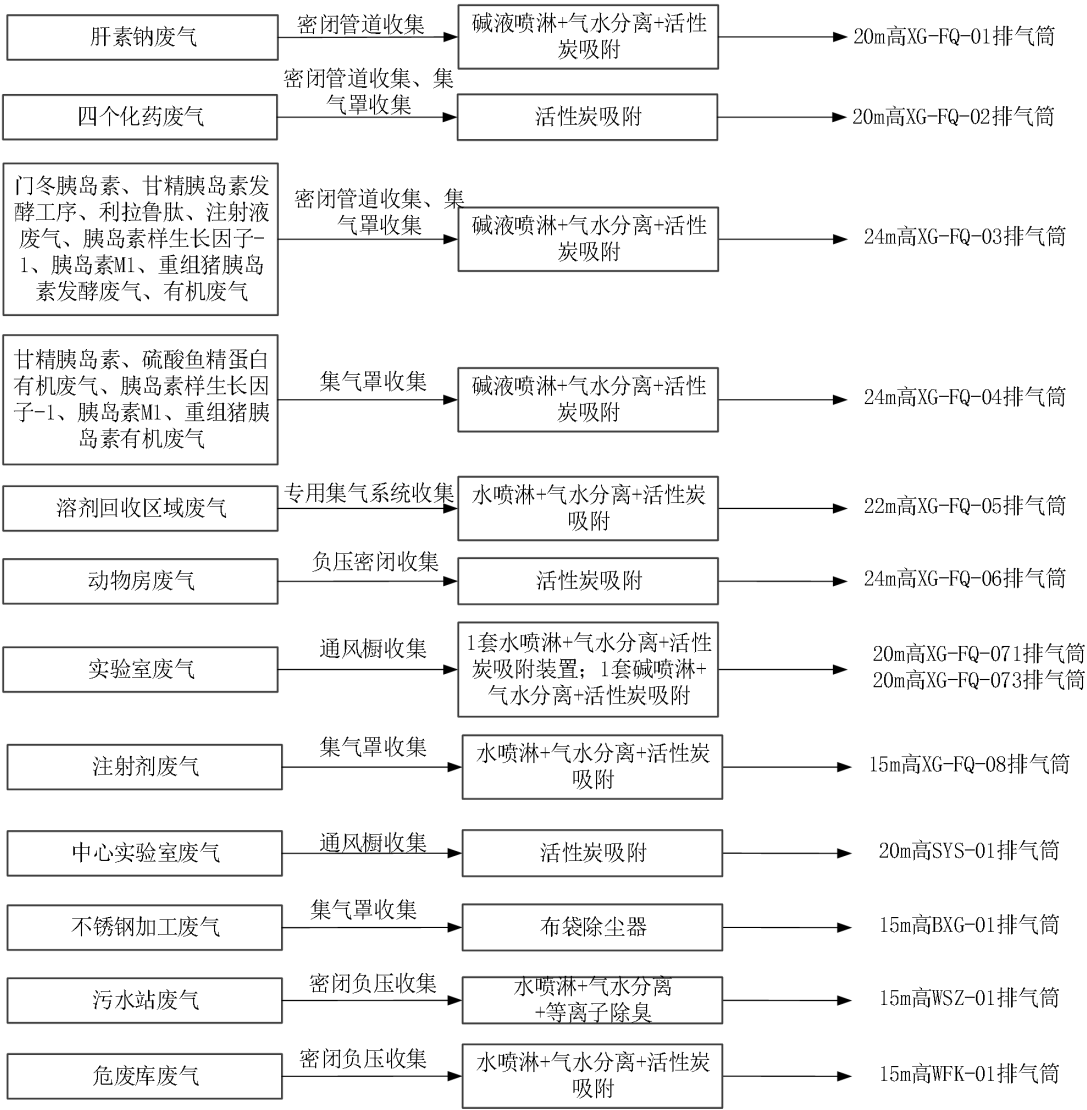 肝素钠废气
密闭管道收集
碱液喷淋+气水分离+活性
炭吸附
20m高XG-FQ-01排气筒
四个化药废气
密闭管道收集、集
气罩收集
活性炭吸附
20m高XG-FQ-02排气筒
门冬胰岛素、甘精胰岛素发
酵工序、利拉鲁肽、注射液
废气、胰岛素样生长因子-
1、胰岛素M1、重组猪胰岛
素发酵废气、有机废气
密闭管道收集、集
气罩收集
碱液喷淋+气水分离+活性
炭吸附
24m高XG-FQ-03排气筒
甘精胰岛素、硫酸鱼精蛋白
有机废气、胰岛素样生长因
子-1、胰岛素M1、重组猪胰
岛素有机废气
集气罩收集
碱液喷淋+气水分离+活性
炭吸附
24m高XG-FQ-04排气筒
溶剂回收区域废气
专用集气系统收集
水喷淋+气水分离+活性炭
吸附
22m高XG-FQ-05排气筒
动物房废气
负压密闭收集
活性炭吸附
24m高XG-FQ-06排气筒
实验室废气
通风橱收集
1套水喷淋+气水分离+活性
炭吸附装置；1套碱喷淋+
气水分离+活性炭吸附
20m高XG-FQ-071排气筒
20m高XG-FQ-073排气筒
注射剂废气
集气罩收集
水喷淋+气水分离+活性炭
吸附
15m高XG-FQ-08排气筒
中心实验室废气
通风橱收集
活性炭吸附
20m高SYS-01排气筒
不锈钢加工废气
集气罩收集
布袋除尘器
15m高BXG-01排气筒
污水站废气
密闭负压收集
水喷淋+气水分离
+等离子除臭
15m高WSZ-01排气筒
危废库废气
密闭负压收集
水喷淋+气水分离+活性炭
吸附
15m高WFK-01排气筒